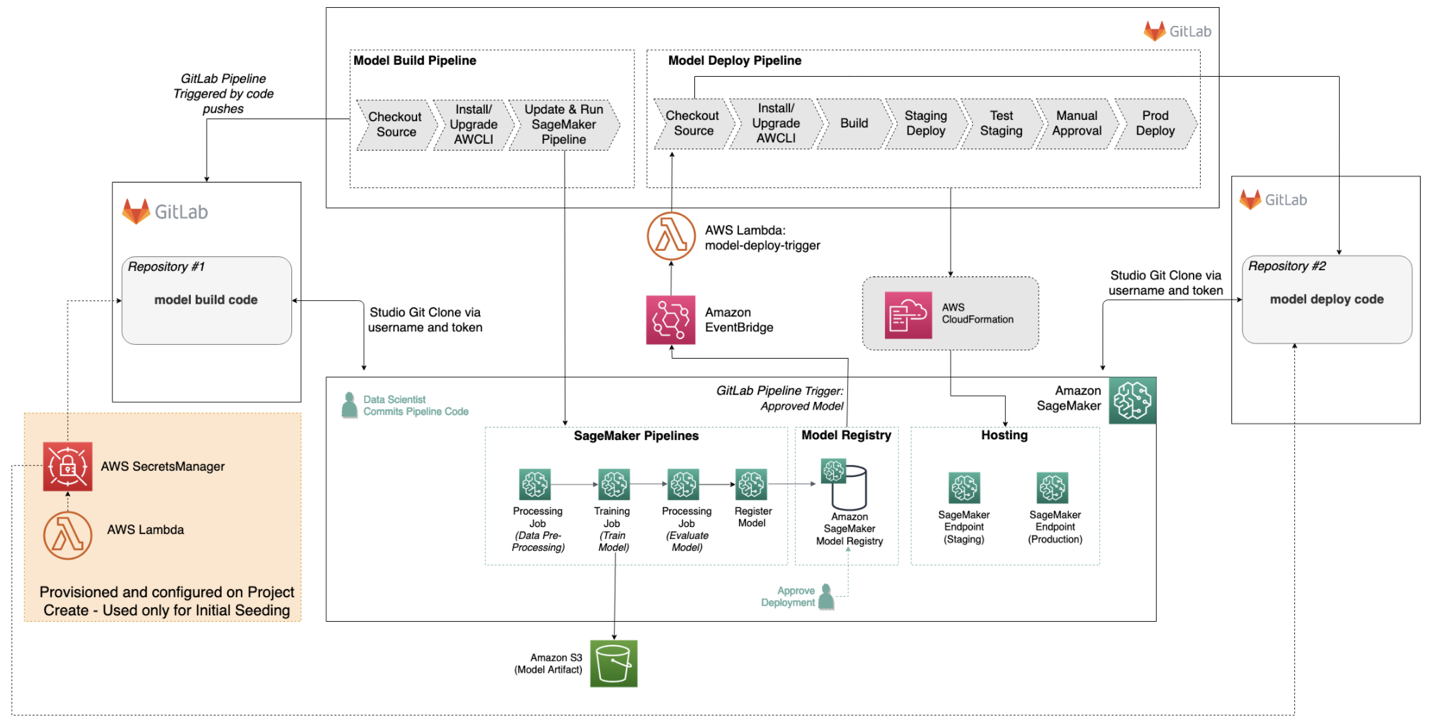 GitLab
Model Build Pipeline
Model Deploy Pipeline
GitLab Pipeline
Triggered by code
pushes
Checkout
Source
Install/
Upgrade
AWCLI
Update & Run
SageMaker
Pipeline
Checkout
Source
Install/
Upgrade
AWCLI
Build
Staging
Deploy
Test
Staging
Manual
Approval
Prod
Deploy
GitLab
Repository #1
model build code
Studio Git Clone via
username and token
AWS Lambda:
model-deploy-trigger
Amazon
EventBridge
AWS
CloudFormation
Studio Git Clone via
username and token
GitLab
Repository #2
model deploy code
Data Scientist
Commits Pipeline Code
GitLab Pipeline Trigger:
Approved Model
Amazon
SageMaker
SageMaker Pipelines
Model Registry
Hosting
Processing
Job
(Data Pre-
Processing)
Training
Job
(Train
Model)
Processing
Job
(Evaluate
Model)
Register
Model
Amazon
SageMaker
Model Registry
SageMaker
Endpoint
(Staging)
SageMaker
Endpoint
(Production)
Approve
Deployment
AWS SecretsManager
AWS Lambda
Provisioned and configured on Project
Create - Used only for Initial Seeding
Amazon S3
(Model Artifact)